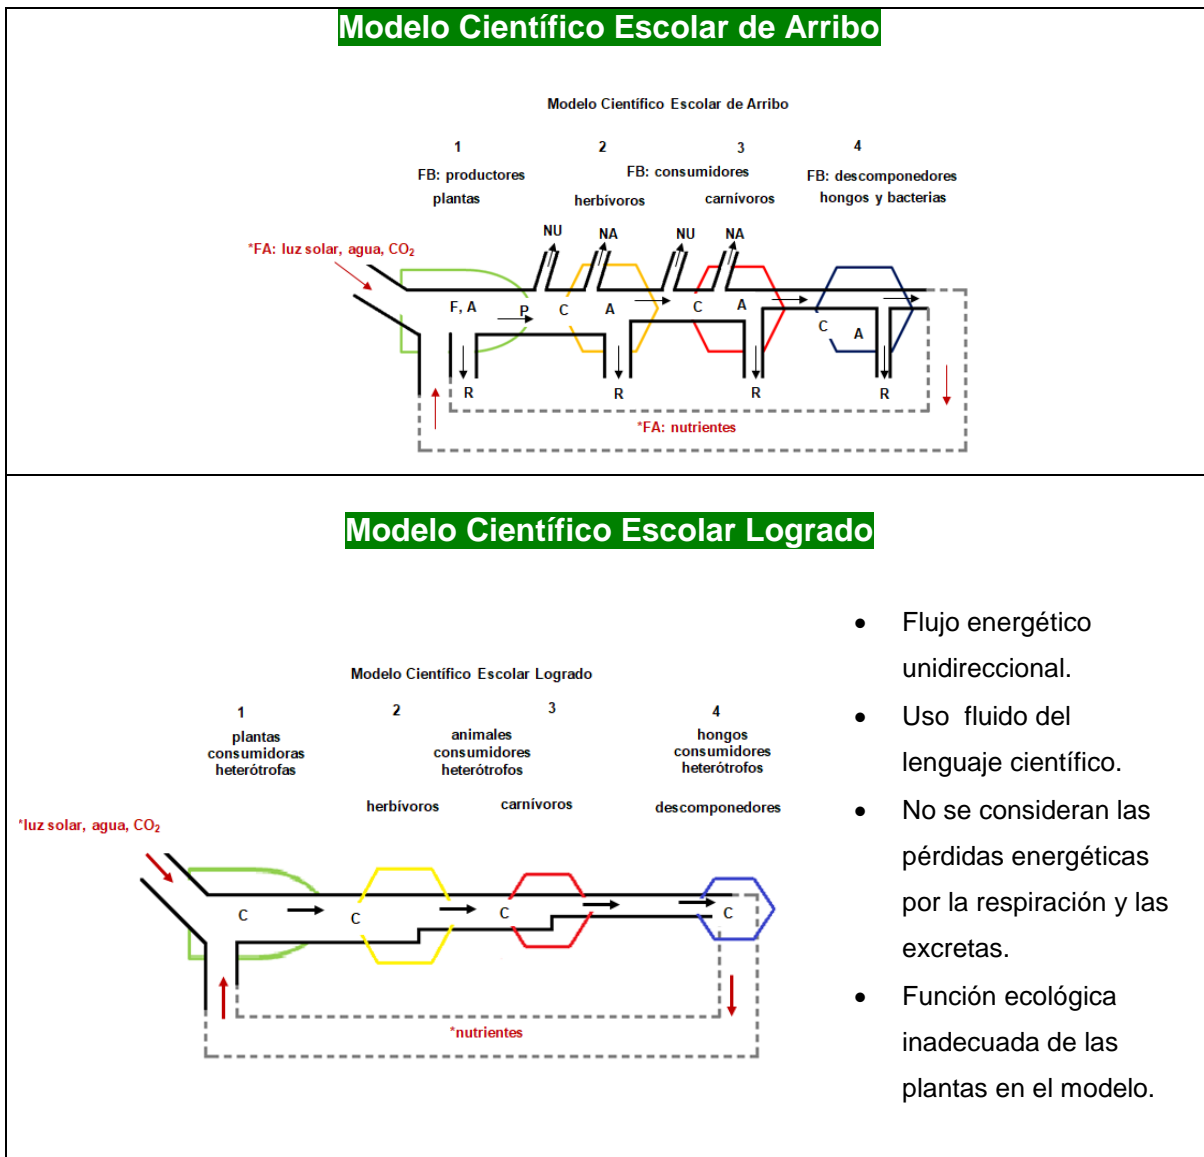 Modelo Científico Escolar de Arribo
Modelo Científico Escolar de Arribo
1 2 3 4
FB: productores
plantas
FB: consumidores
herbívoros carnívoros
FB: descomponedores
hongos y bacterias
NU NA NU NA
*FA: luz solar, agua, CO₂
F, A P C A C A C A
R R R R
*FA: nutrientes
Modelo Científico Escolar Logrado
Modelo Científico Escolar Logrado
1 2 3 4
plantas
consumidoras
heterótrofas
animales
consumidores
heterótrofos
hongos
consumidores
heterótrofos
herbívoros carnívoros descomponedores
*luz solar, agua, CO₂
C C C C
*nutrientes
• Flujo energético
unidireccional.
• Uso fluido del
lenguaje científico.
• No se consideran las
pérdidas energéticas
por la respiración y las
excretas.
• Función ecológica
inadecuada de las
plantas en el modelo.